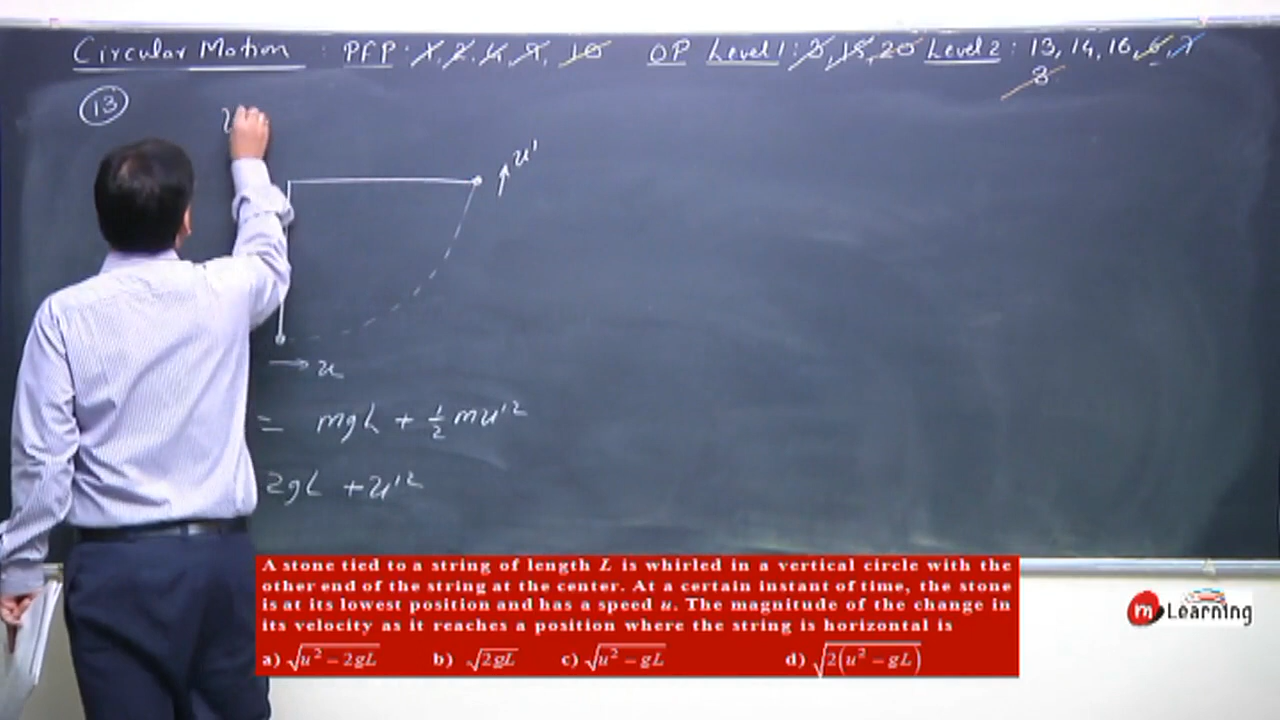 Circular Motion : PFP : 1, 2, 4, 9, 10 OP Level 1 : 3, 15, 20 Level 2 : 13, 14, 16, 6, 7
8
13
u'
u
= mgL + 1/2 mu'²
2gL + u'²
A stone tied to a string of length L is whirled in a vertical circle with the
other end of the string at the center. At a certain instant of time, the stone
is at its lowest position and has a speed u. The magnitude of the change in
its velocity as it reaches a position where the string is horizontal is
a) √(u² − 2gL) b) √(2gL) c) √(u² − gL) d) √(2(u² − gL))
m Learning